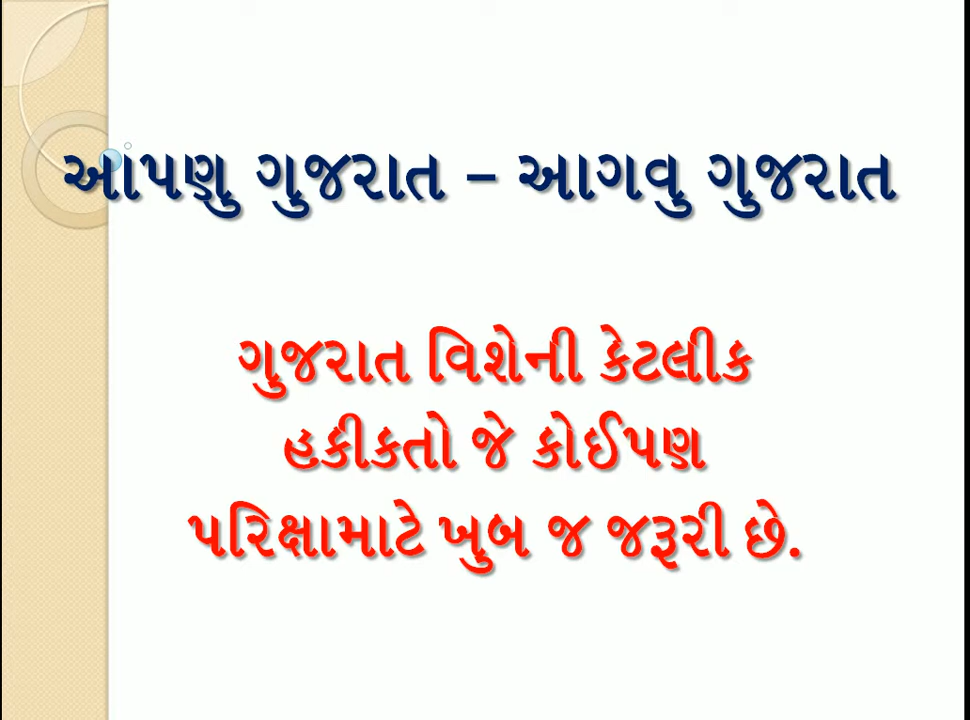 આપણુ ગુજરાત – આગવુ ગુજરાત
ગુજરાત વિશેની કેટલીક
હકીકતો જે કોઈપણ
પરિક્ષામાટે ખુબ જ જરૂરી છે.